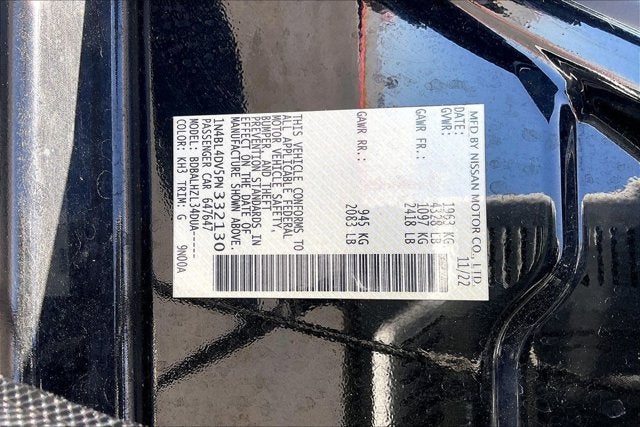 MFD BY NISSAN MOTOR CO., LTD.
DATE: 11/22
GVWR: 1963 KG
4328 LB
GAWR FR.: 1097 KG
2418 LB
GAWR RR.: 945 KG
2083 LB
THIS VEHICLE CONFORMS TO
ALL APPLICABLE FEDERAL
MOTOR VEHICLE SAFETY,
BUMPER, AND THEFT
PREVENTION STANDARDS IN
EFFECT ON THE DATE OF
MANUFACTURE SHOWN ABOVE.
1N4BL4DV5PN332130
PASSENGER CAR 647647
MODEL: BDBALHZL34DUA-----
COLOR: KH3 TRIM: G 9N00A